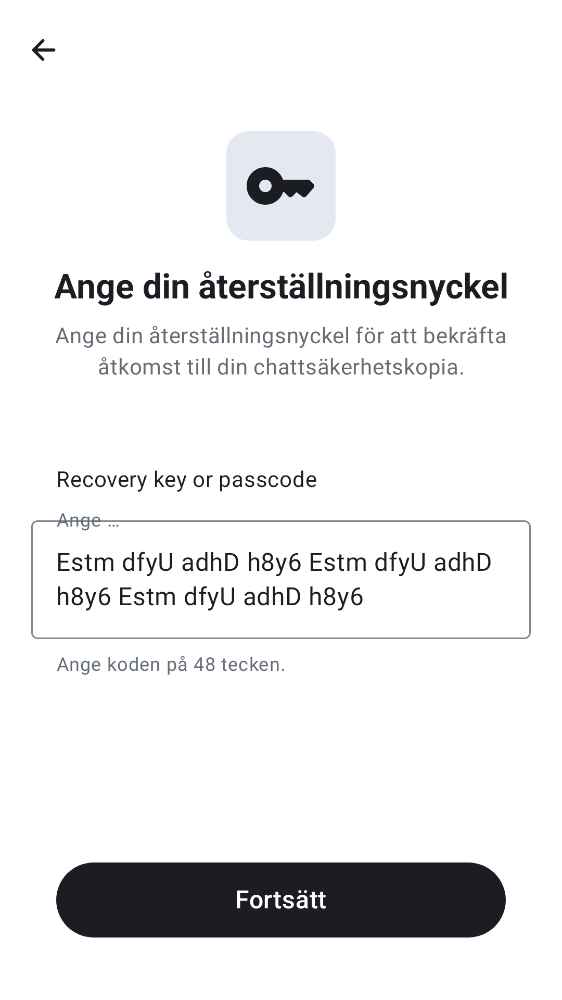 Ange din återställningsnyckel
Ange din återställningsnyckel för att bekräfta
åtkomst till din chattsäkerhetskopia.
Recovery key or passcode
Ange …
Estm dfyU adhD h8y6 Estm dfyU adhD
h8y6 Estm dfyU adhD h8y6
Ange koden på 48 tecken.
Fortsätt